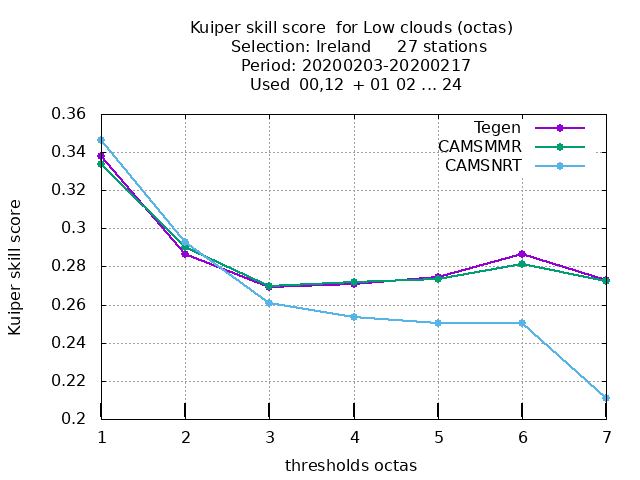 Kuiper skill score  for Low clouds (octas)
Selection: Ireland     27 stations
Period: 20200203-20200217
Used  00,12  + 01 02 ... 24
0.36
0.34
0.32
0.3
0.28
0.26
0.24
0.22
0.2
Kuiper skill score
Tegen
CAMSMMR
CAMSNRT
1 2 3 4 5 6 7
thresholds octas